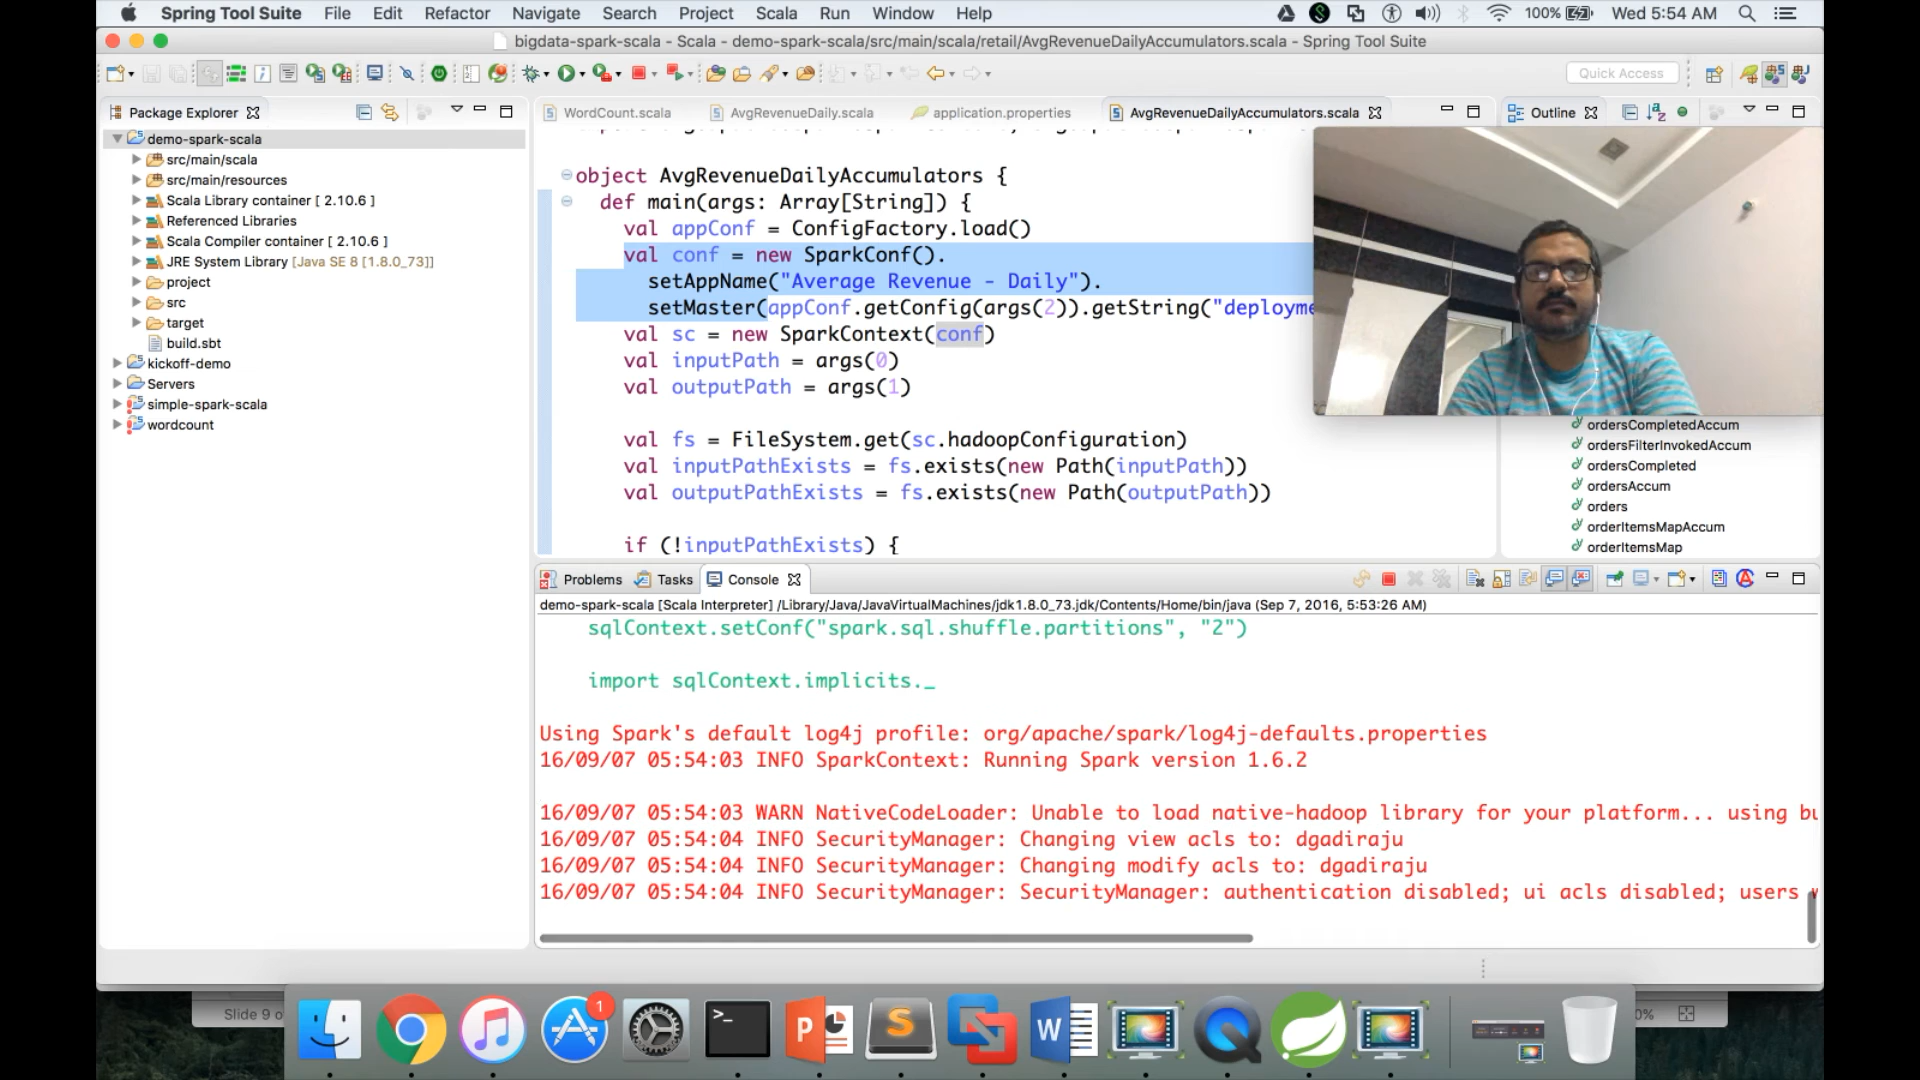 Spring Tool Suite File Edit Refactor Navigate Search Project Scala Run Window Help 100% Wed 5:54 AM
bigdata-spark-scala - Scala - demo-spark-scala/src/main/scala/retail/AvgRevenueDailyAccumulators.scala - Spring Tool Suite
Quick Access
Package Explorer
demo-spark-scala
src/main/scala
src/main/resources
Scala Library container [ 2.10.6 ]
Referenced Libraries
Scala Compiler container [ 2.10.6 ]
JRE System Library [Java SE 8 [1.8.0_73]]
project
src
target
build.sbt
kickoff-demo
Servers
simple-spark-scala
wordcount
WordCount.scala AvgRevenueDaily.scala application.properties AvgRevenueDailyAccumulators.scala
object AvgRevenueDailyAccumulators {
def main(args: Array[String]) {
val appConf = ConfigFactory.load()
val conf = new SparkConf().
setAppName("Average Revenue - Daily").
setMaster(appConf.getConfig(args(2)).getString("deployme
val sc = new SparkContext(conf)
val inputPath = args(0)
val outputPath = args(1)
val fs = FileSystem.get(sc.hadoopConfiguration)
val inputPathExists = fs.exists(new Path(inputPath))
val outputPathExists = fs.exists(new Path(outputPath))
if (!inputPathExists) {
Outline
ordersCompletedAccum
ordersFilterInvokedAccum
ordersCompleted
ordersAccum
orders
orderItemsMapAccum
orderItemsMap
Problems Tasks Console
demo-spark-scala [Scala Interpreter] /Library/Java/JavaVirtualMachines/jdk1.8.0_73.jdk/Contents/Home/bin/java (Sep 7, 2016, 5:53:26 AM)
sqlContext.setConf("spark.sql.shuffle.partitions", "2")
import sqlContext.implicits._
Using Spark's default log4j profile: org/apache/spark/log4j-defaults.properties
16/09/07 05:54:03 INFO SparkContext: Running Spark version 1.6.2
16/09/07 05:54:03 WARN NativeCodeLoader: Unable to load native-hadoop library for your platform... using bu
16/09/07 05:54:04 INFO SecurityManager: Changing view acls to: dgadiraju
16/09/07 05:54:04 INFO SecurityManager: Changing modify acls to: dgadiraju
16/09/07 05:54:04 INFO SecurityManager: SecurityManager: authentication disabled; ui acls disabled; users w
Slide 9 o
0%
1